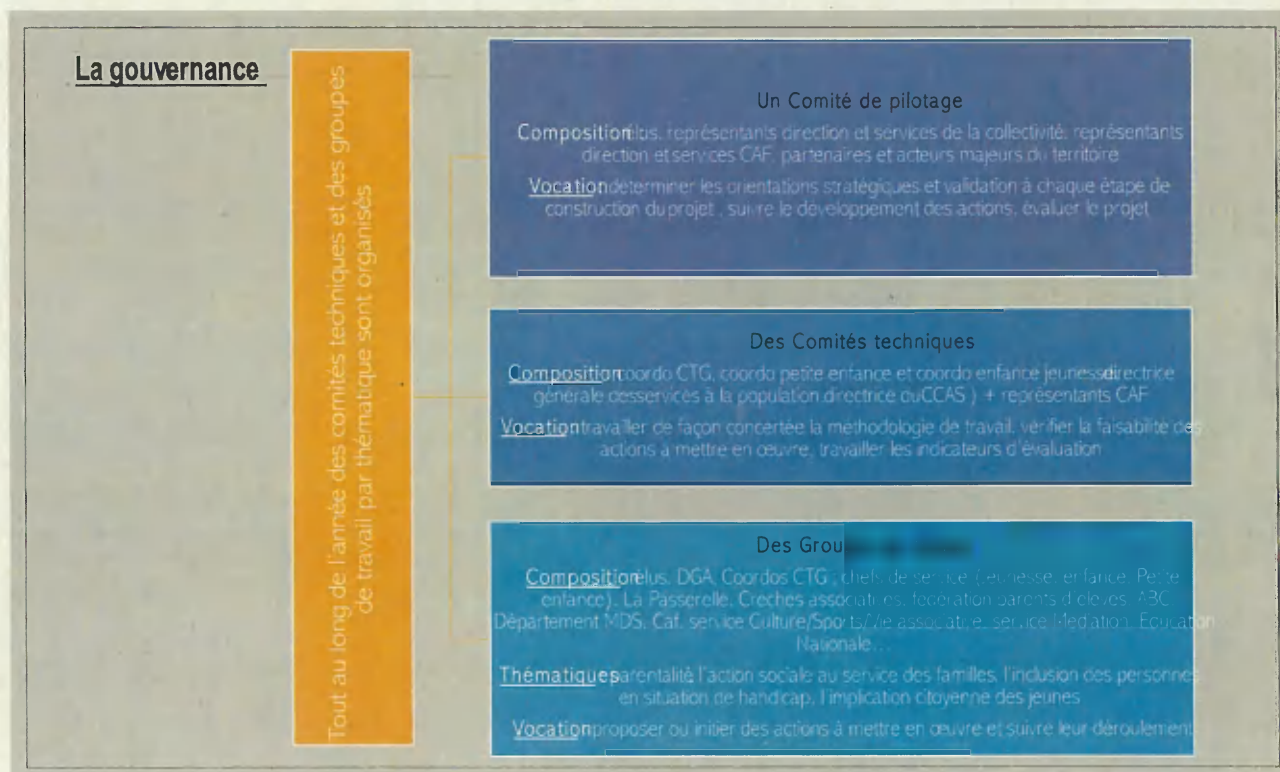 La gouvernance
Tout au long de l'année des comités techniques et des groupes
de travail par thématique sont organisés
Un Comité de pilotage
Composition élus, représentants direction et services de la collectivité, représentants
direction et services CAF, partenaires et acteurs majeurs du territoire
Vocation déterminer les orientations stratégiques et validation à chaque étape de
construction du projet , suivre le développement des actions, évaluer le projet
Des Comités techniques
Composition coordo CTG, coordo petite enfance et coordo enfance jeunesse directrice
générale des services à la population directrice du CCAS ) + représentants CAF
Vocation travailler de façon concertée la méthodologie de travail, vérifier la faisabilité des
actions à mettre en œuvre, travailler les indicateurs d'évaluation
Des Grou
Composition élus, DGA, Coordos CTG , chefs de service (Jeunesse, enfance, Petite
enfance), La Passerelle, Crèches associatives, fédération parents d'élèves, ABC
Département MDS, Caf, service Culture/Sports/Vie associative, service Médiation, Education
Nationale...
Thématiques parentalité l'action sociale au service des familles, l'inclusion des personnes
en situation de handicap, l'implication citoyenne des jeunes
Vocation proposer ou initier des actions à mettre en œuvre et suivre leur déroulement